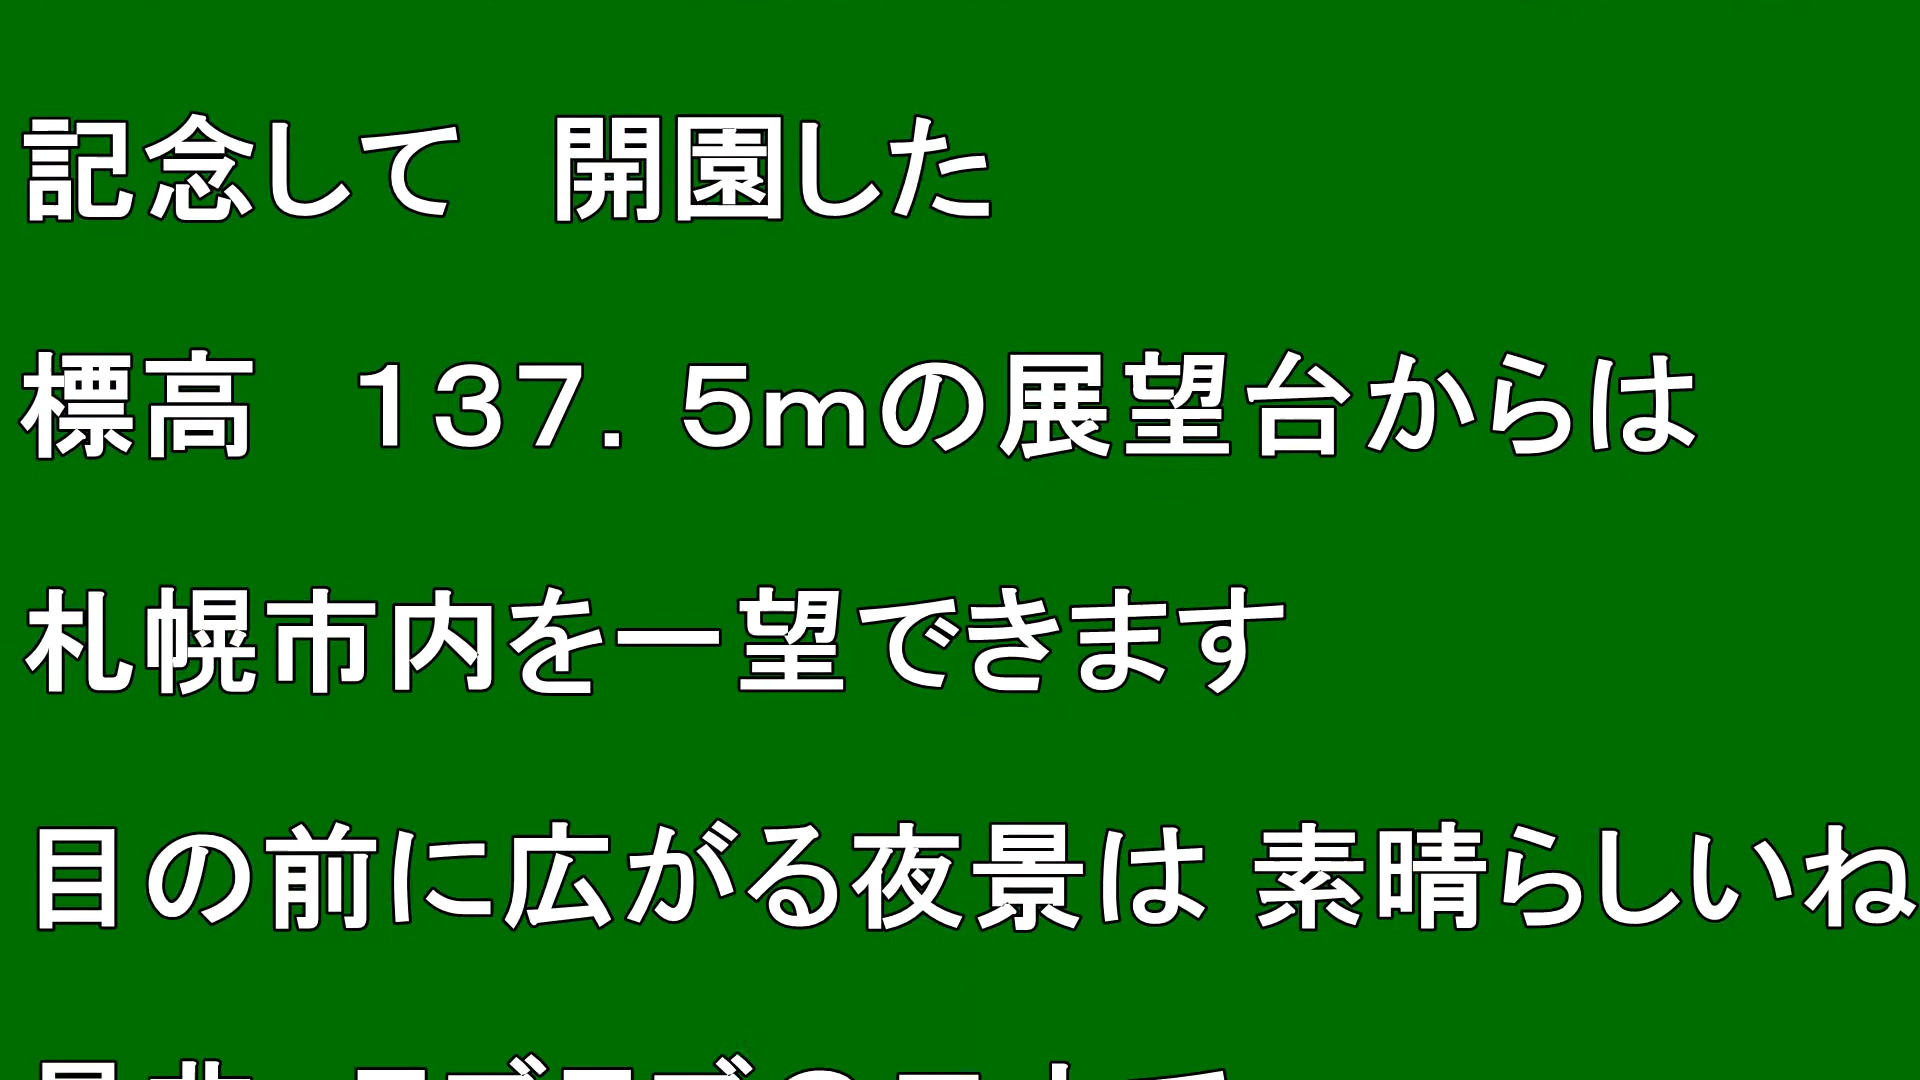 記念して　開園した
標高　１３７．５ｍの展望台からは
札幌市内を一望できます
目の前に広がる夜景は 素晴らしいね